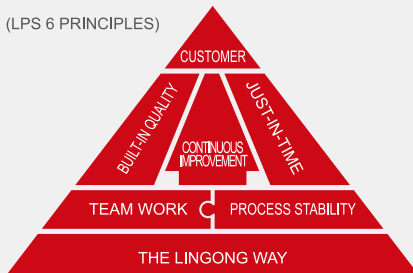 (LPS 6 PRINCIPLES)
CUSTOMER
BUILT-IN QUALITY
JUST-IN-TIME
CONTINUOUS
IMPROVEMENT
TEAM WORK
PROCESS STABILITY
THE LINGONG WAY